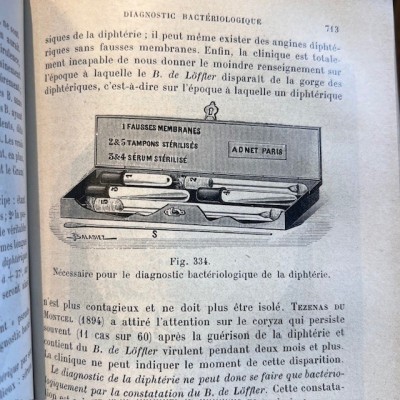 DIAGNOSTIC BACTÉRIOLOGIQUE 713
siques de la diphtérie ; il peut même exister des angines diphté-
riques sans fausses membranes. Enfin, la clinique est totale-
ment incapable de nous donner le moindre renseignement sur
l'époque à laquelle le B. de Löffler disparaît de la gorge des
diphtériques, c'est-à-dire sur l'époque à laquelle un diphtérique
1 FAUSSES MEMBRANES
2&5 TAMPONS STÉRILISÉS
3&4 SÉRUM STÉRILISÉ
ADNET PARIS
1
2
3
4
5
S
Fig. 334.
Nécessaire pour le diagnostic bactériologique de la diphtérie.
n'est plus contagieux et ne doit plus être isolé. TEZENAS DU
MONTCEL (1894) a attiré l'attention sur le coryza qui persiste
souvent (11 cas sur 60) après la guérison de la diphtérie et
contient du B. de Löffler virulent pendant deux mois et plus.
La clinique ne peut indiquer le moment de cette disparition.
Le diagnostic de la diphtérie ne peut donc se faire que bactério-
logiquement par la constatation du B. de Löffler. Cette constata-